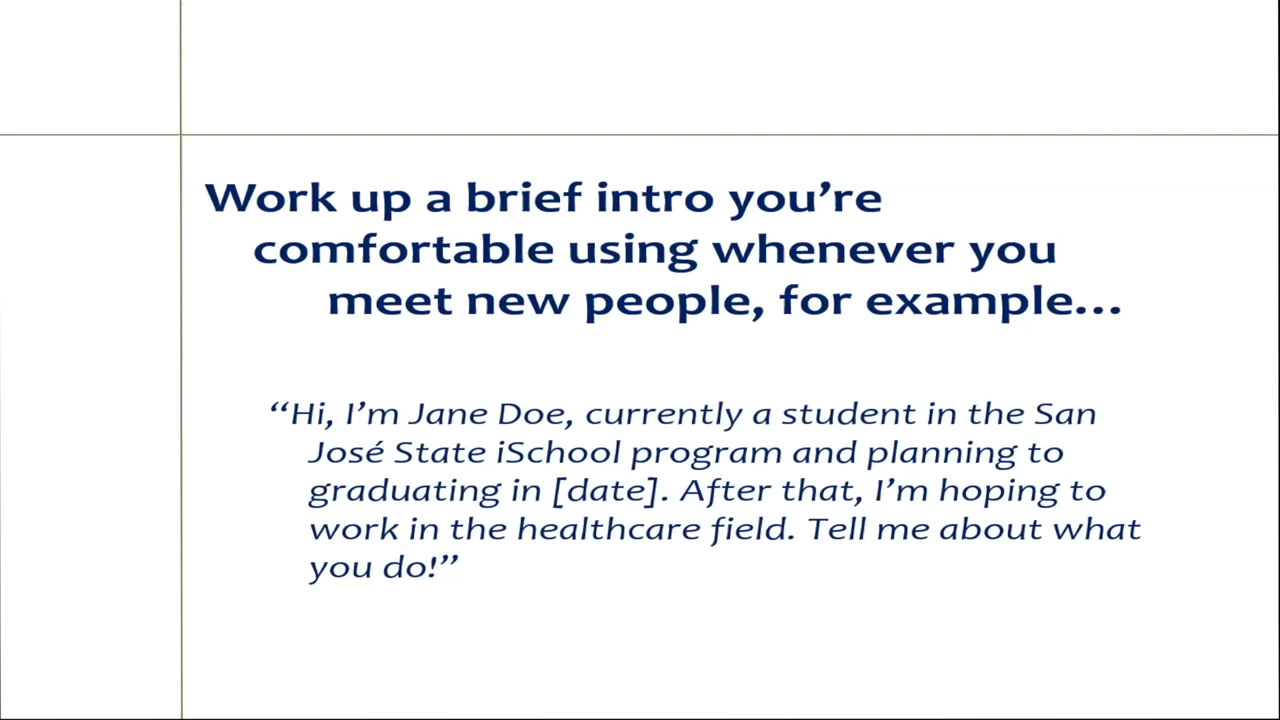 Work up a brief intro you’re
comfortable using whenever you
meet new people, for example…
“Hi, I’m Jane Doe, currently a student in the San
José State iSchool program and planning to
graduating in [date]. After that, I’m hoping to
work in the healthcare field. Tell me about what
you do!”